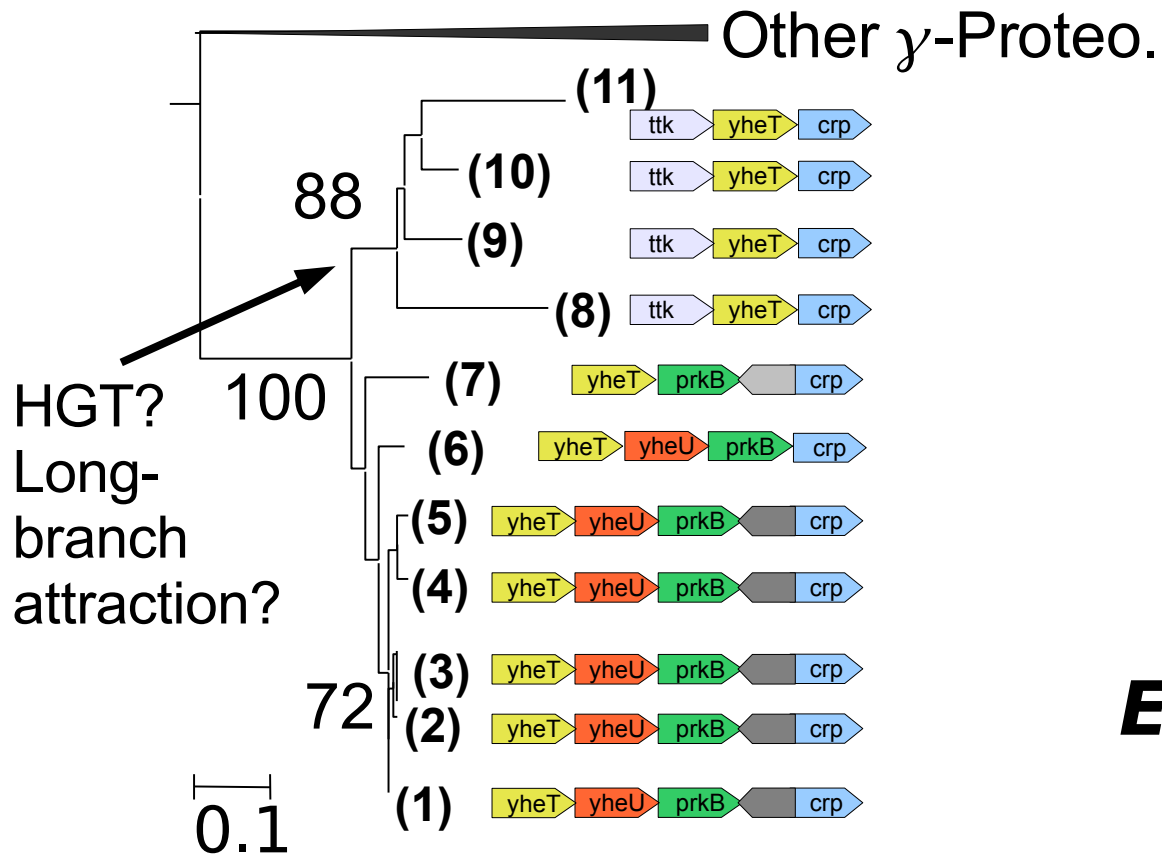 Other γ-Proteo.
(11)
ttk yheT crp
(10)
ttk yheT crp
88
(9)
ttk yheT crp
(8)
ttk yheT crp
HGT?
Long-
branch
attraction?
100
(7)
yheT prkB crp
(6)
yheT yheU prkB crp
(5)
yheT yheU prkB crp
(4)
yheT yheU prkB crp
(3)
yheT yheU prkB crp
72
(2)
yheT yheU prkB crp
E
(1)
yheT yheU prkB crp
0.1